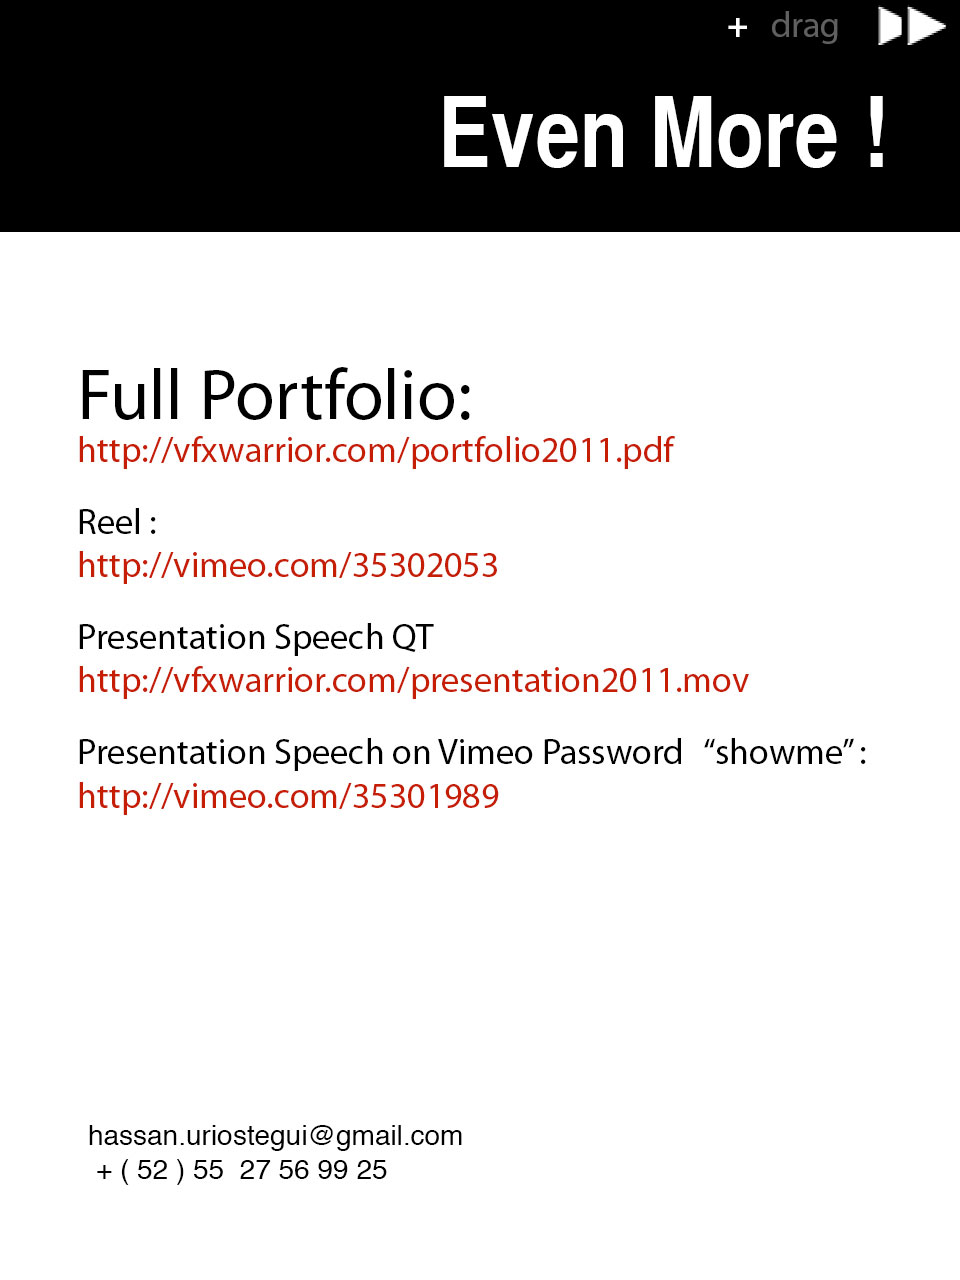 + drag
Even More !
Full Portfolio:
http://vfxwarrior.com/portfolio2011.pdf
Reel :
http://vimeo.com/35302053
Presentation Speech QT
http://vfxwarrior.com/presentation2011.mov
Presentation Speech on Vimeo Password “showme” :
http://vimeo.com/35301989
hassan.uriostegui@gmail.com
+ ( 52 ) 55 27 56 99 25